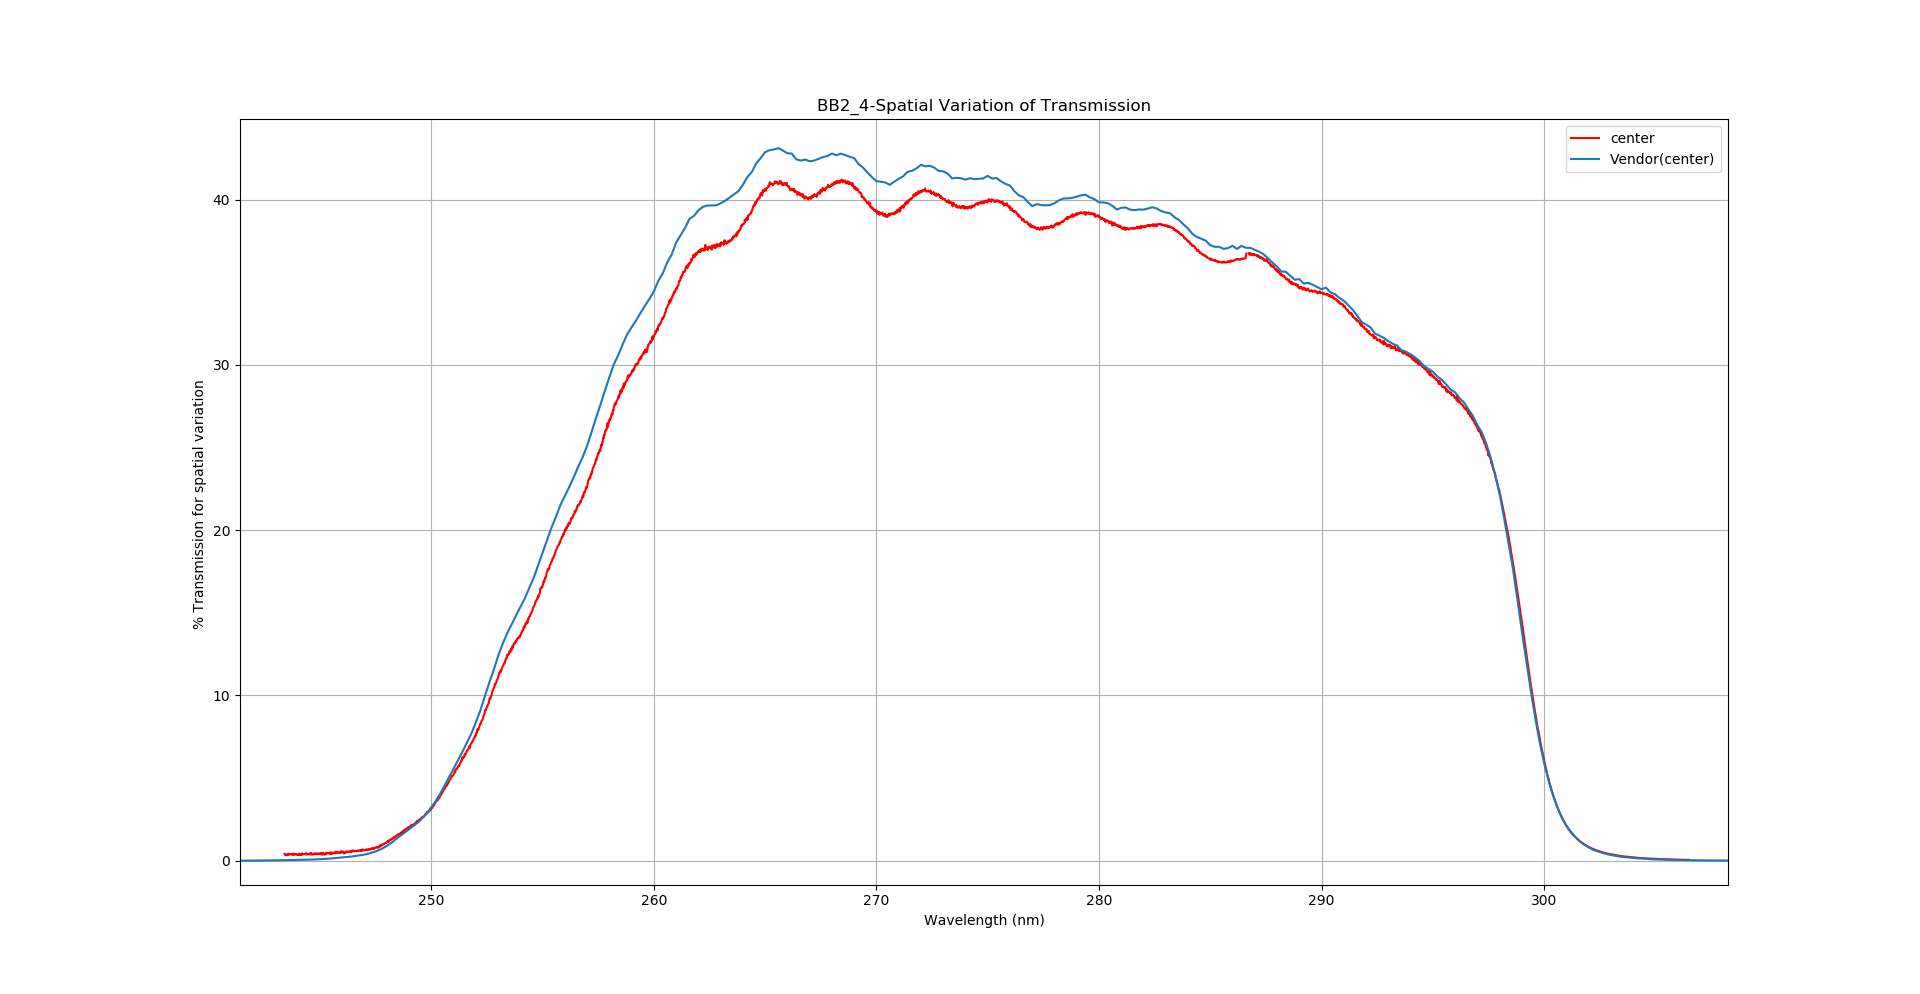 BB2_4-Spatial Variation of Transmission
center
Vendor(center)
% Transmission for spatial variation
40
30
20
10
0
250 260 270 280 290 300
Wavelength (nm)